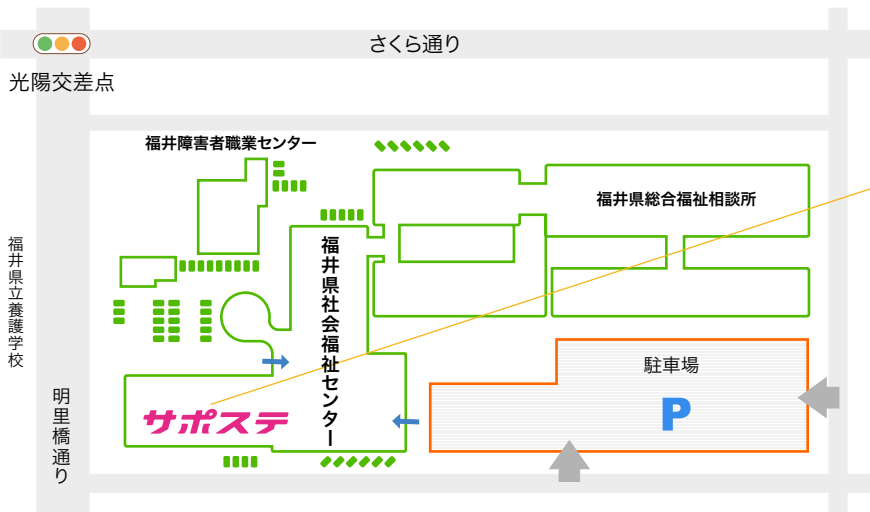 さくら通り
光陽交差点
福井障害者職業センター
福井県総合福祉相談所
福井県立養護学校
福井県社会福祉センター
駐車場
P
明里橋通り
サポステ